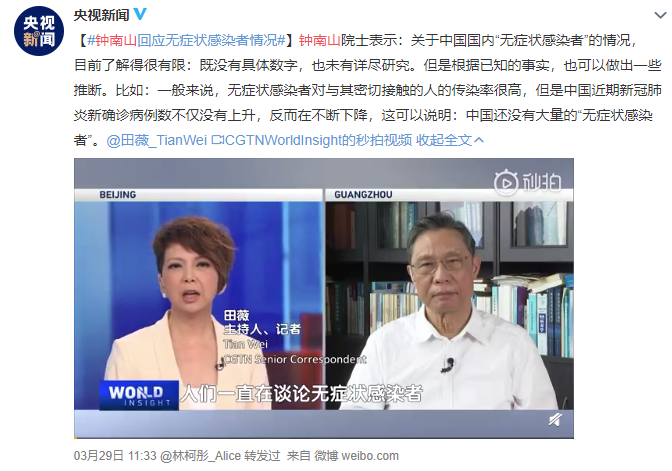 央视新闻
央视
新闻
【#钟南山回应无症状感染者情况#】钟南山院士表示：关于中国国内“无症状感染者”的情况，
目前了解得很有限：既没有具体数字，也未有详尽研究。但是根据已知的事实，也可以做出一些
推断。比如：一般来说，无症状感染者对与其密切接触的人的传染率很高，但是中国近期新冠肺
炎新确诊病例数不仅没有上升，反而在不断下降，这可以说明：中国还没有大量的“无症状感染
者”。@田薇_TianWei CGTNWorldInsight的秒拍视频 收起全文
秒拍
BEIJING
GUANGZHOU
田薇
主持人、记者
Tian Wei
CGTN Senior Correspondent
WORLD
INSIGHT
人们一直在谈论无症状感染者
03月29日 11:33 @林柯彤_Alice 转发过 来自 微博 weibo.com